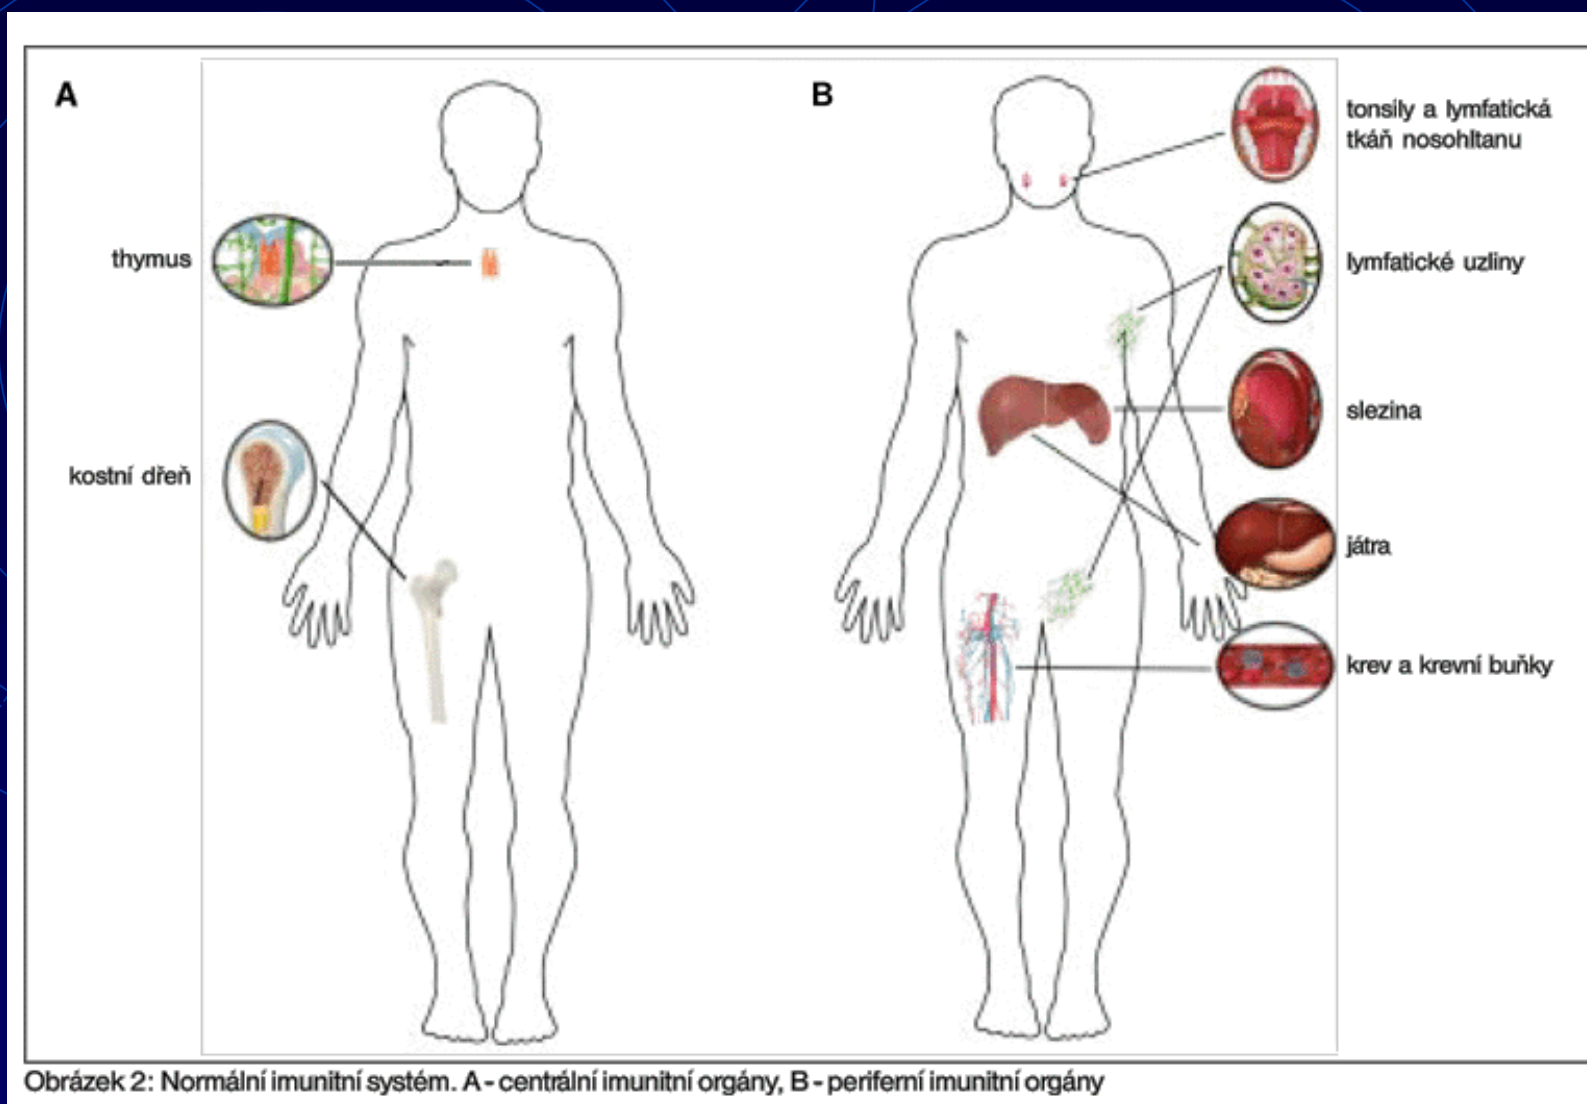 A
B
thymus
kostní dřeň
tonsily a lymfatická
tkáň nosohltanu
lymfatické uzliny
slezina
játra
krev a krevní buňky
Obrázek 2: Normální imunitní systém. A - centrální imunitní orgány, B - periferní imunitní orgány